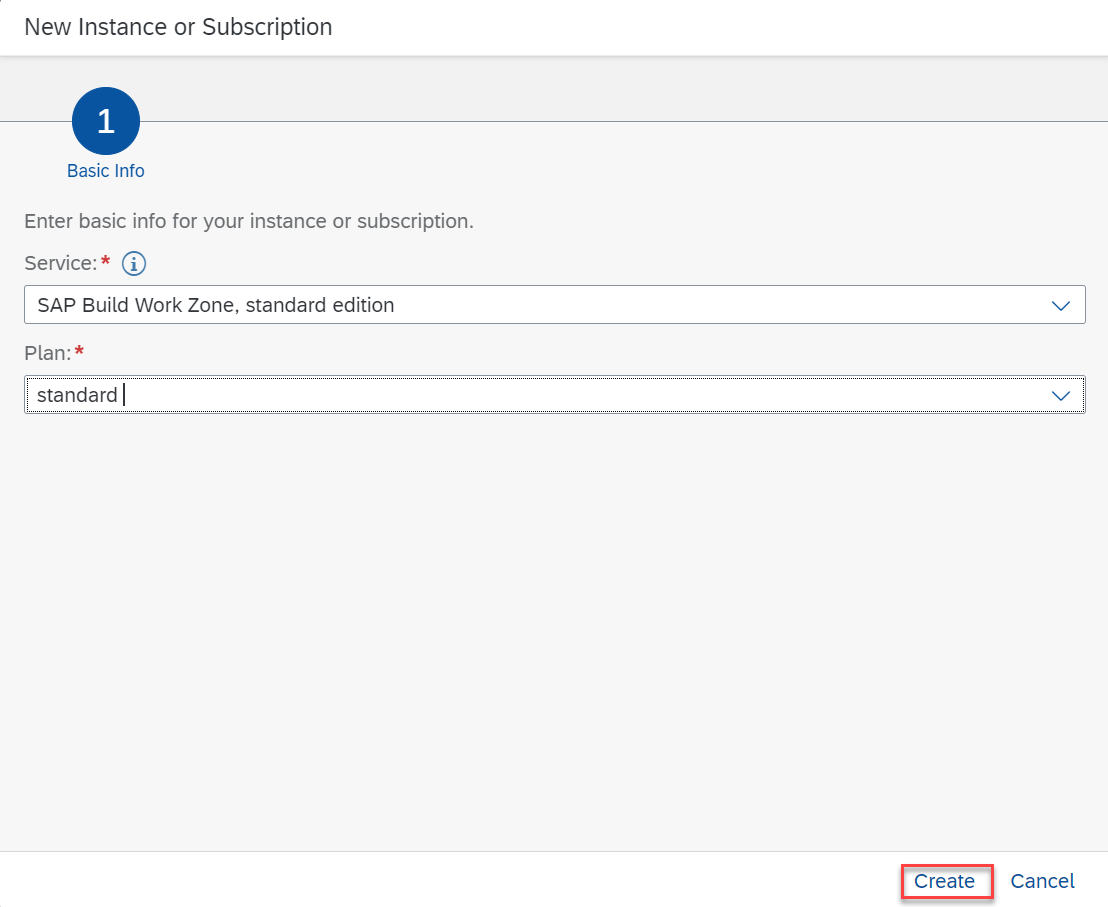 New Instance or Subscription
1
Basic Info
Enter basic info for your instance or subscription.
Service:*
SAP Build Work Zone, standard edition
Plan:*
standard
Create Cancel